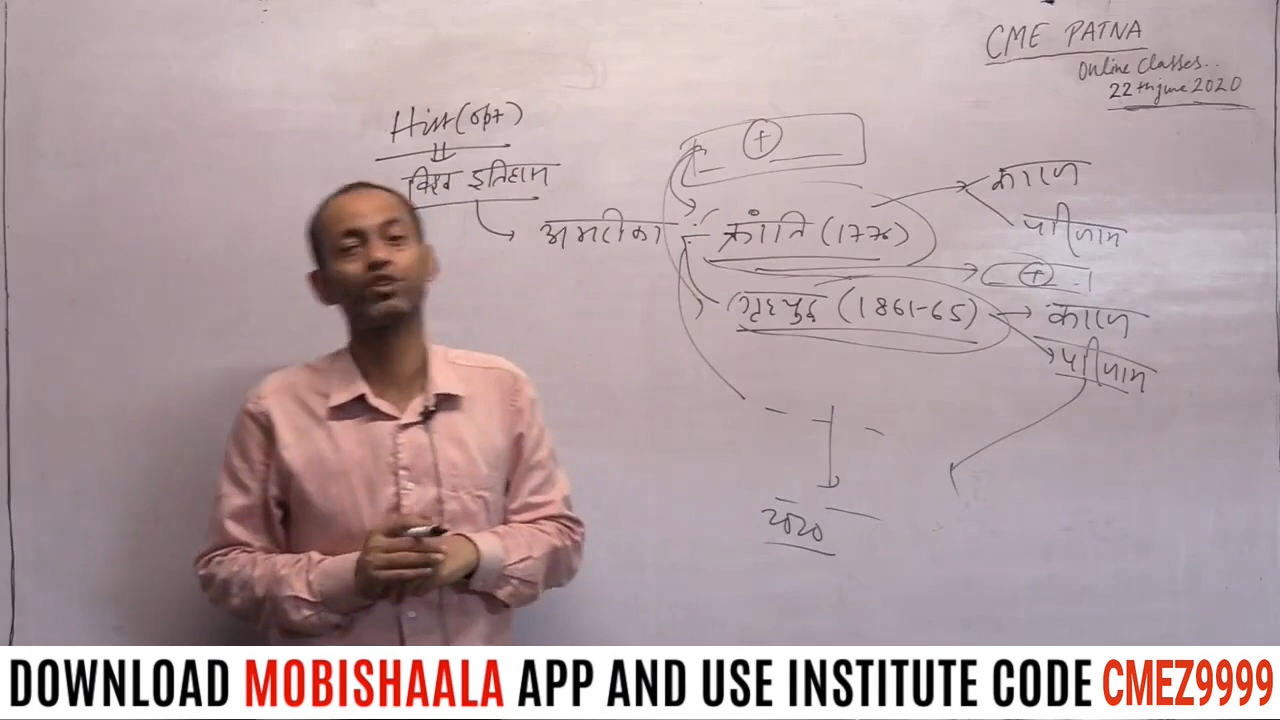 CME PATNA
Online Classes..
22th june 2020
Hist(opt)
विश्व इतिहास
अमरीका
क्रांति (1776)
कारण
परिणाम
गृहयुद्ध (1861-65)
कारण
परिणाम
2020
DOWNLOAD MOBISHAALA APP AND USE INSTITUTE CODE CMEZ9999